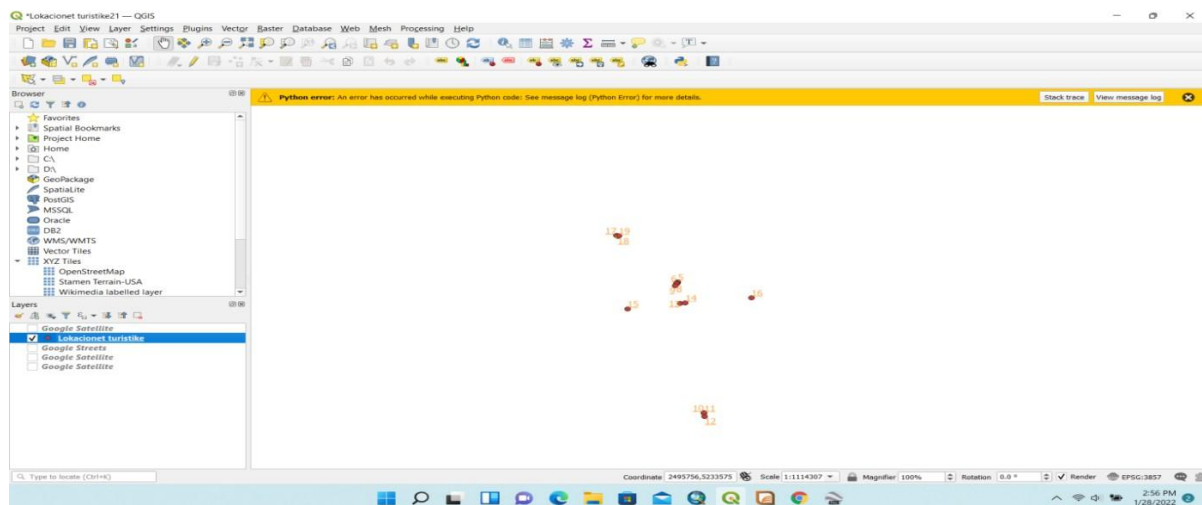 *Lokacionet turistike21 — QGIS
Project Edit View Layer Settings Plugins Vector Raster Database Web Mesh Processing Help
Browser
Python error: An error has occurred while executing Python code: See message log (Python Error) for more details.
Stack trace View message log
Favorites
Spatial Bookmarks
Project Home
Home
C:\
D:\
GeoPackage
SpatiaLite
PostGIS
MSSQL
Oracle
DB2
WMS/WMTS
Vector Tiles
XYZ Tiles
OpenStreetMap
Stamen Terrain-USA
Wikimedia labelled layer
Layers
Google Satellite
Lokacionet turistike
Google Streets
Google Satellite
Google Satellite
17 19
18
5
14
15
16
10 11
12
Type to locate (Ctrl+K)
Coordinate 2495756,5233575 Scale 1:1114307 Magnifier 100% Rotation 0.0 ° Render EPSG:3857
2:56 PM
1/28/2022
2